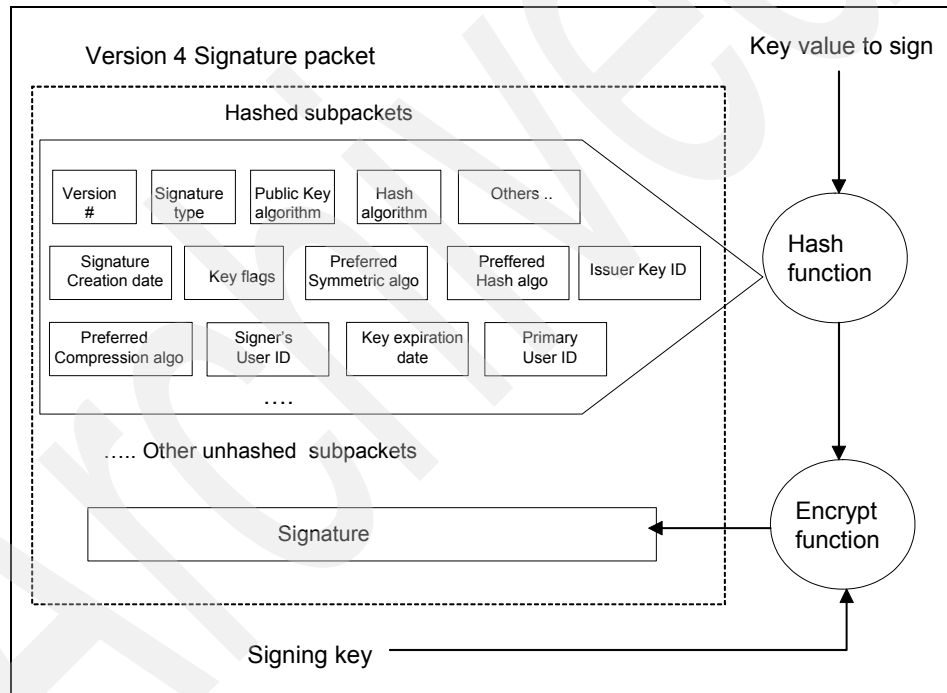 Version 4 Signature packet
Key value to sign
Hashed subpackets
Version
#
Signature
type
Public Key
algorithm
Hash
algorithm
Others ..
Signature
Creation date
Key flags
Preferred
Symmetric algo
Preffered
Hash algo
Issuer Key ID
Preferred
Compression algo
Signer's
User ID
Key expiration
date
Primary
User ID
....
..... Other unhashed subpackets
Signature
Hash
function
Encrypt
function
Signing key
Archived